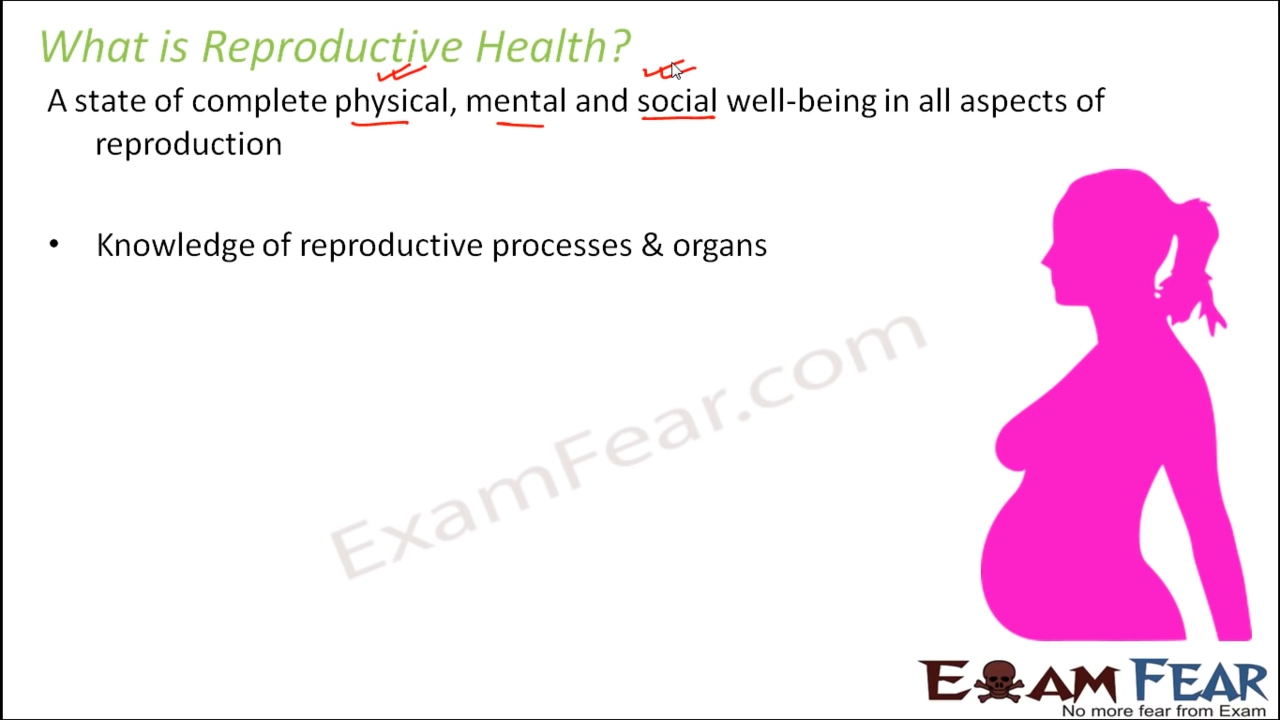 What is Reproductive Health?
A state of complete physical, mental and social well-being in all aspects of
reproduction
• Knowledge of reproductive processes & organs
ExamFear.com
EXAM FEAR
No more fear from Exam